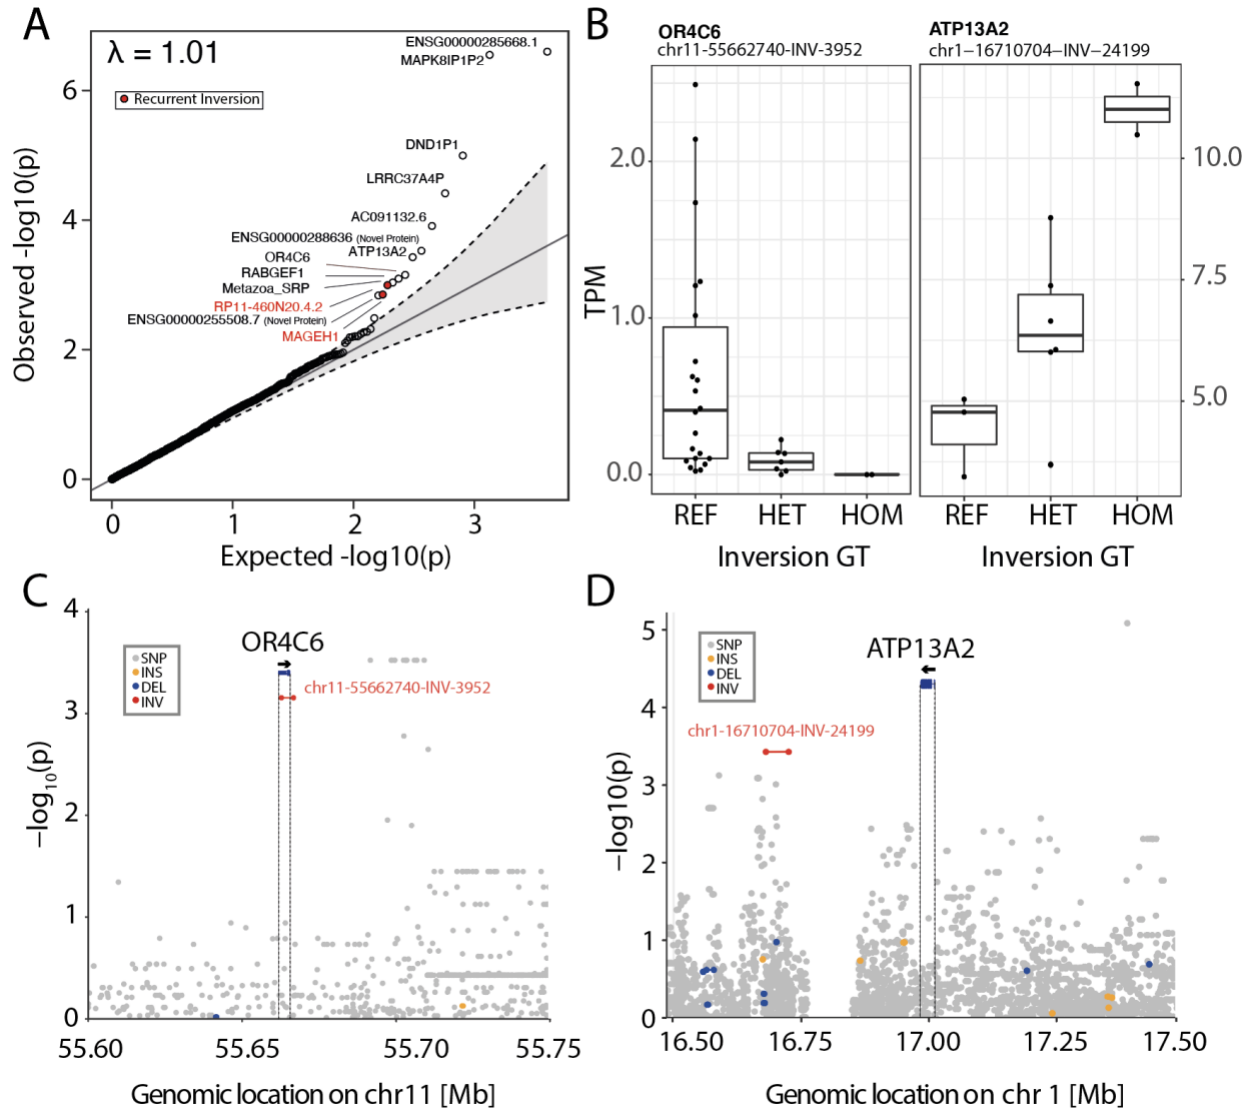 A
λ = 1.01
Recurrent Inversion
ENSG00000285668.1
MAPK8IP1P2
DND1P1
LRRC37A4P
AC091132.6
ENSG00000288636 (Novel Protein)
ATP13A2
OR4C6
RABGEF1
Metazoa_SRP
RP11-460N20.4.2
ENSG00000255508.7 (Novel Protein)
MAGEH1
Observed -log10(p)
6
4
2
0
0 1 2 3
Expected -log10(p)
B
OR4C6
chr11-55662740-INV-3952
ATP13A2
chr1−16710704−INV−24199
TPM
2.0
1.0
0.0
10.0
7.5
5.0
REF HET HOM
REF HET HOM
Inversion GT
Inversion GT
C
4
3
2
1
0
−log10(p)
SNP
INS
DEL
INV
OR4C6
chr11-55662740-INV-3952
55.60 55.65 55.70 55.75
Genomic location on chr11 [Mb]
D
5
4
3
2
1
0
−log10(p)
SNP
INS
DEL
INV
ATP13A2
chr1-16710704-INV-24199
16.50 16.75 17.00 17.25 17.50
Genomic location on chr 1 [Mb]